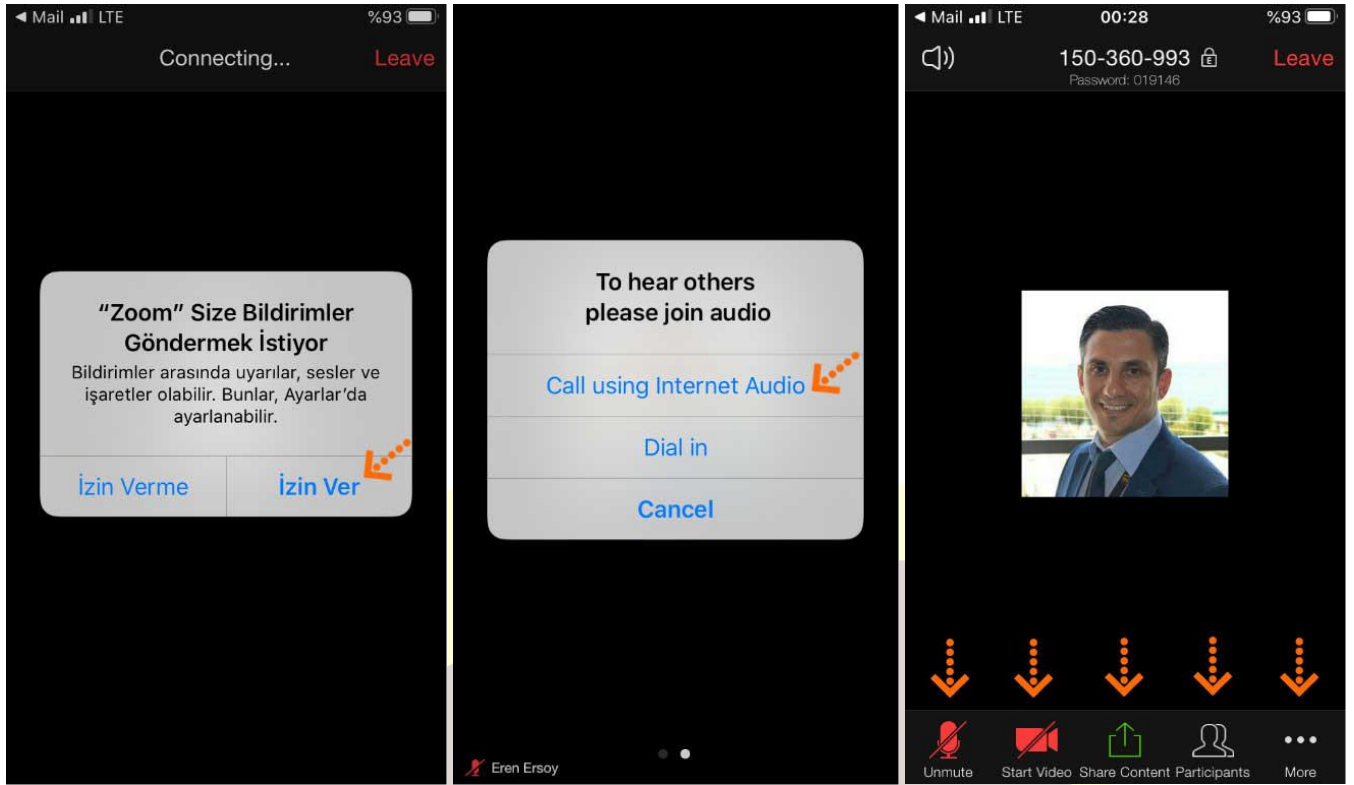 Mail LTE %93
Connecting... Leave
“Zoom” Size Bildirimler
Göndermek İstiyor
Bildirimler arasında uyarılar, sesler ve
işaretler olabilir. Bunlar, Ayarlar’da
ayarlanabilir.
İzin Verme İzin Ver
To hear others
please join audio
Call using Internet Audio
Dial in
Cancel
Eren Ersoy
Mail LTE 00:28 %93
150-360-993 E Leave
Password: 019146
Unmute Start Video Share Content Participants More